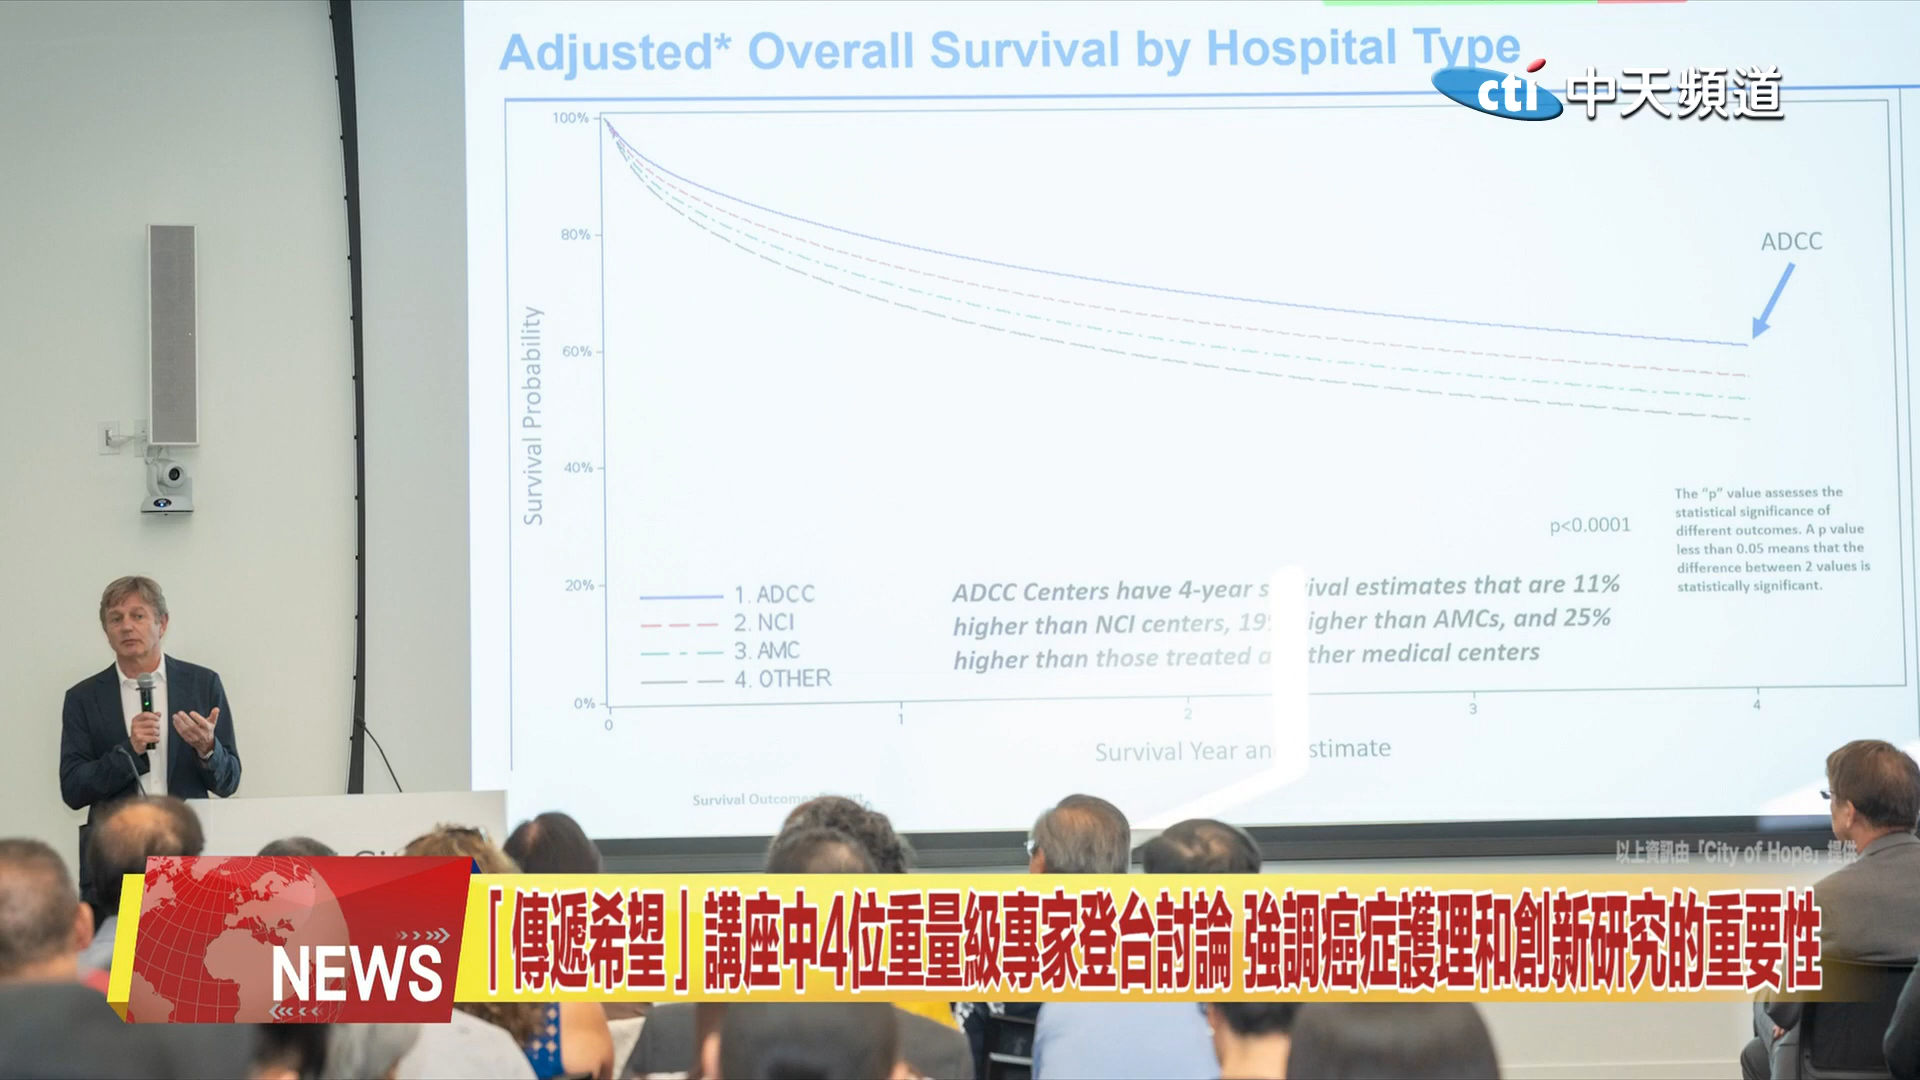 Adjusted* Overall Survival by Hospital Type
cti 中天頻道
100%
80%
60%
40%
20%
0%
Survival Probability
ADCC
The "p" value assesses the
statistical significance of
different outcomes. A p value
less than 0.05 means that the
difference between 2 values is
statistically significant.
p<0.0001
1. ADCC
2. NCI
3. AMC
4. OTHER
ADCC Centers have 4-year s ival estimates that are 11%
higher than NCI centers, 19 igher than AMCs, and 25%
higher than those treated a ther medical centers
0
1
2
3
4
Survival Year an stimate
Survival Outcomes
以上資訊由「City of Hope」提供
NEWS
「傳遞希望」講座中4位重量級專家登台討論 強調癌症護理和創新研究的重要性